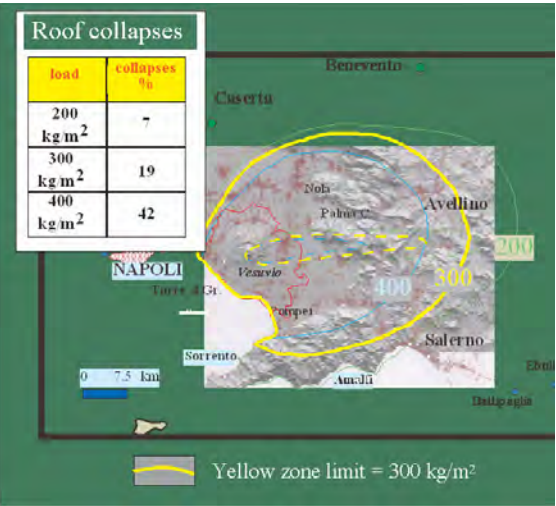 Roof collapses
load
collapses
%
200
kg/m2
7
300
kg/m2
19
400
kg/m2
42
Benevento
Caserta
Nola
Palma C.
Avellino
200
NAPOLI
Vesuvio
400
300
Torre d Gr.
Pompei
Salerno
Sorrento
0 7.5 km
Amalfi
Eboli
Battipaglia
Yellow zone limit = 300 kg/m2